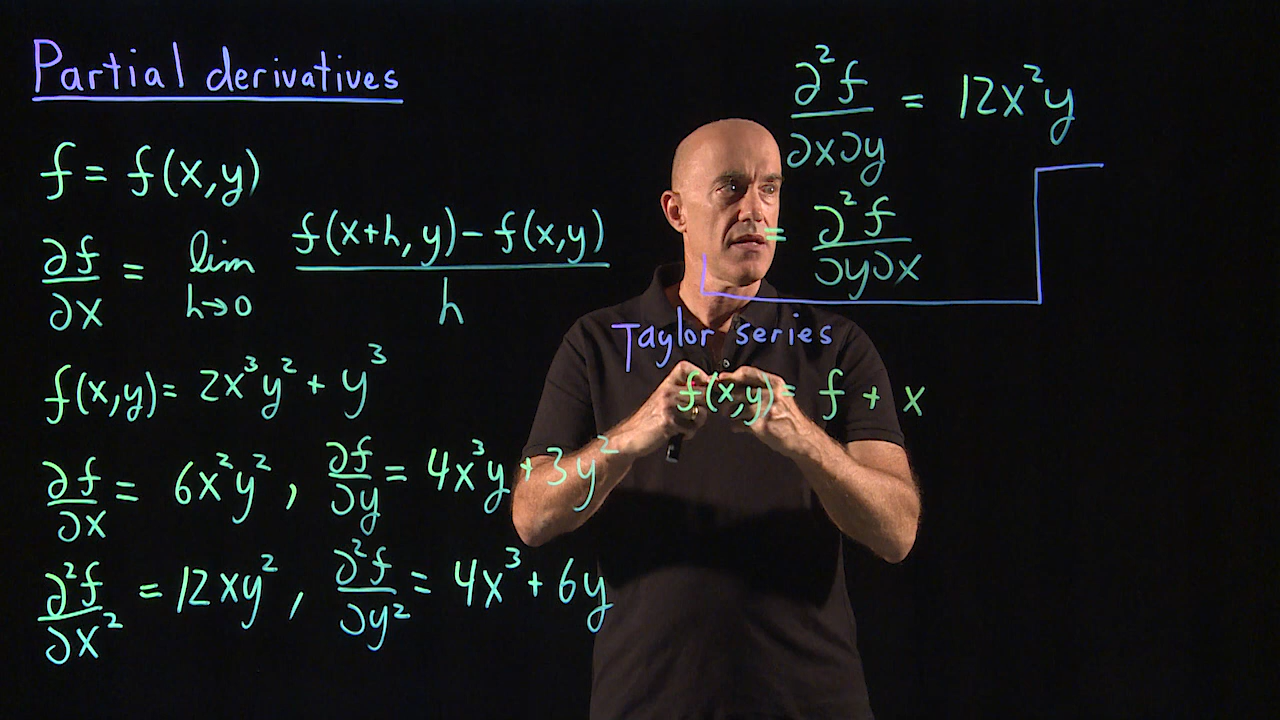 Partial derivatives
f = f(x,y)
∂f/∂x = lim h→0 (f(x+h, y) - f(x,y))/h
f(x,y) = 2x³y² + y³
∂f/∂x = 6x²y², ∂f/∂y = 4x³y + 3y²
∂²f/∂x² = 12xy², ∂²f/∂y² = 4x³ + 6y
∂²f/∂x∂y = 12x²y
= ∂²f/∂y∂x
Taylor series
f(x,y) = f + x